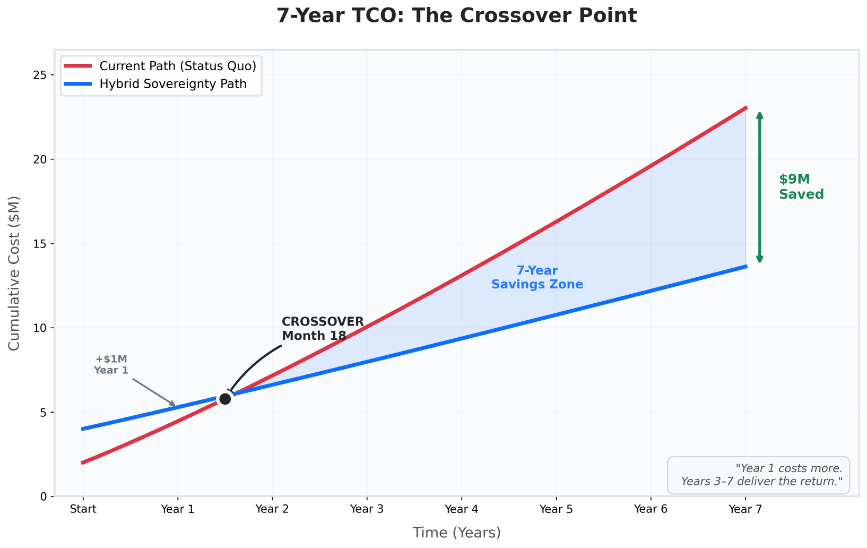 7-Year TCO: The Crossover Point
Current Path (Status Quo)
Hybrid Sovereignty Path
Cumulative Cost ($M)
25
20
15
10
5
0
$9M
Saved
7-Year
Savings Zone
CROSSOVER
Month 18
+$1M
Year 1
"Year 1 costs more.
Years 3–7 deliver the return."
Start
Year 1
Year 2
Year 3
Year 4
Year 5
Year 6
Year 7
Time (Years)